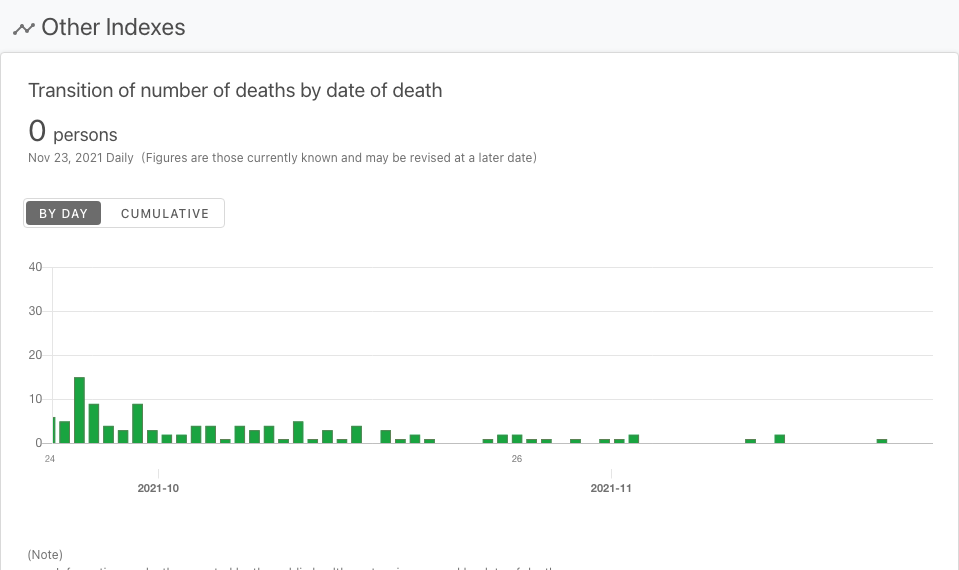 Other Indexes
Transition of number of deaths by date of death
0 persons
Nov 23, 2021 Daily (Figures are those currently known and may be revised at a later date)
BY DAY CUMULATIVE
40
30
20
10
0
24 26
2021-10 2021-11
(Note)